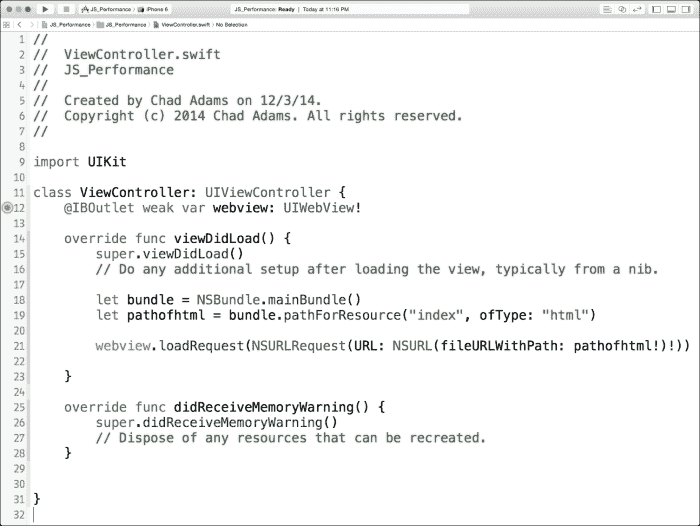 JS_Performance iPhone 6 JS_Performance: Ready | Today at 11:16 PM
JS_Performance JS_Performance ViewController.swift No Selection
1 //
2 //  ViewController.swift
3 //  JS_Performance
4 //
5 //  Created by Chad Adams on 12/3/14.
6 //  Copyright (c) 2014 Chad Adams. All rights reserved.
7 //
8
9 import UIKit
10
11 class ViewController: UIViewController {
12     @IBOutlet weak var webview: UIWebView!
13
14     override func viewDidLoad() {
15         super.viewDidLoad()
16         // Do any additional setup after loading the view, typically from a nib.
17
18         let bundle = NSBundle.mainBundle()
19         let pathofhtml = bundle.pathForResource("index", ofType: "html")
20
21         webview.loadRequest(NSURLRequest(URL: NSURL(fileURLWithPath: pathofhtml!)!))
22
23     }
24
25     override func didReceiveMemoryWarning() {
26         super.didReceiveMemoryWarning()
27         // Dispose of any resources that can be recreated.
28     }
29
30
31 }
32